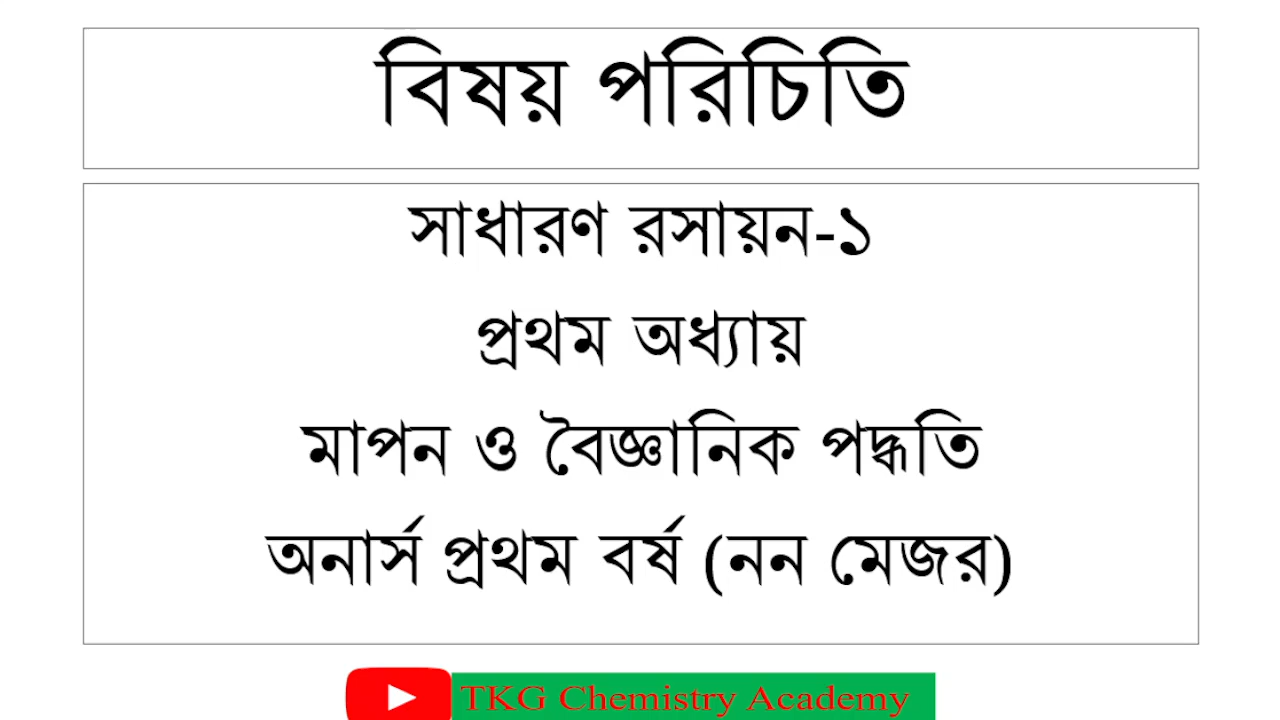 বিষয় পরিচিতি
সাধারণ রসায়ন-১
প্রথম অধ্যায়
মাপন ও বৈজ্ঞানিক পদ্ধতি
অনার্স প্রথম বর্ষ (নন মেজর)
TKG Chemistry Academy